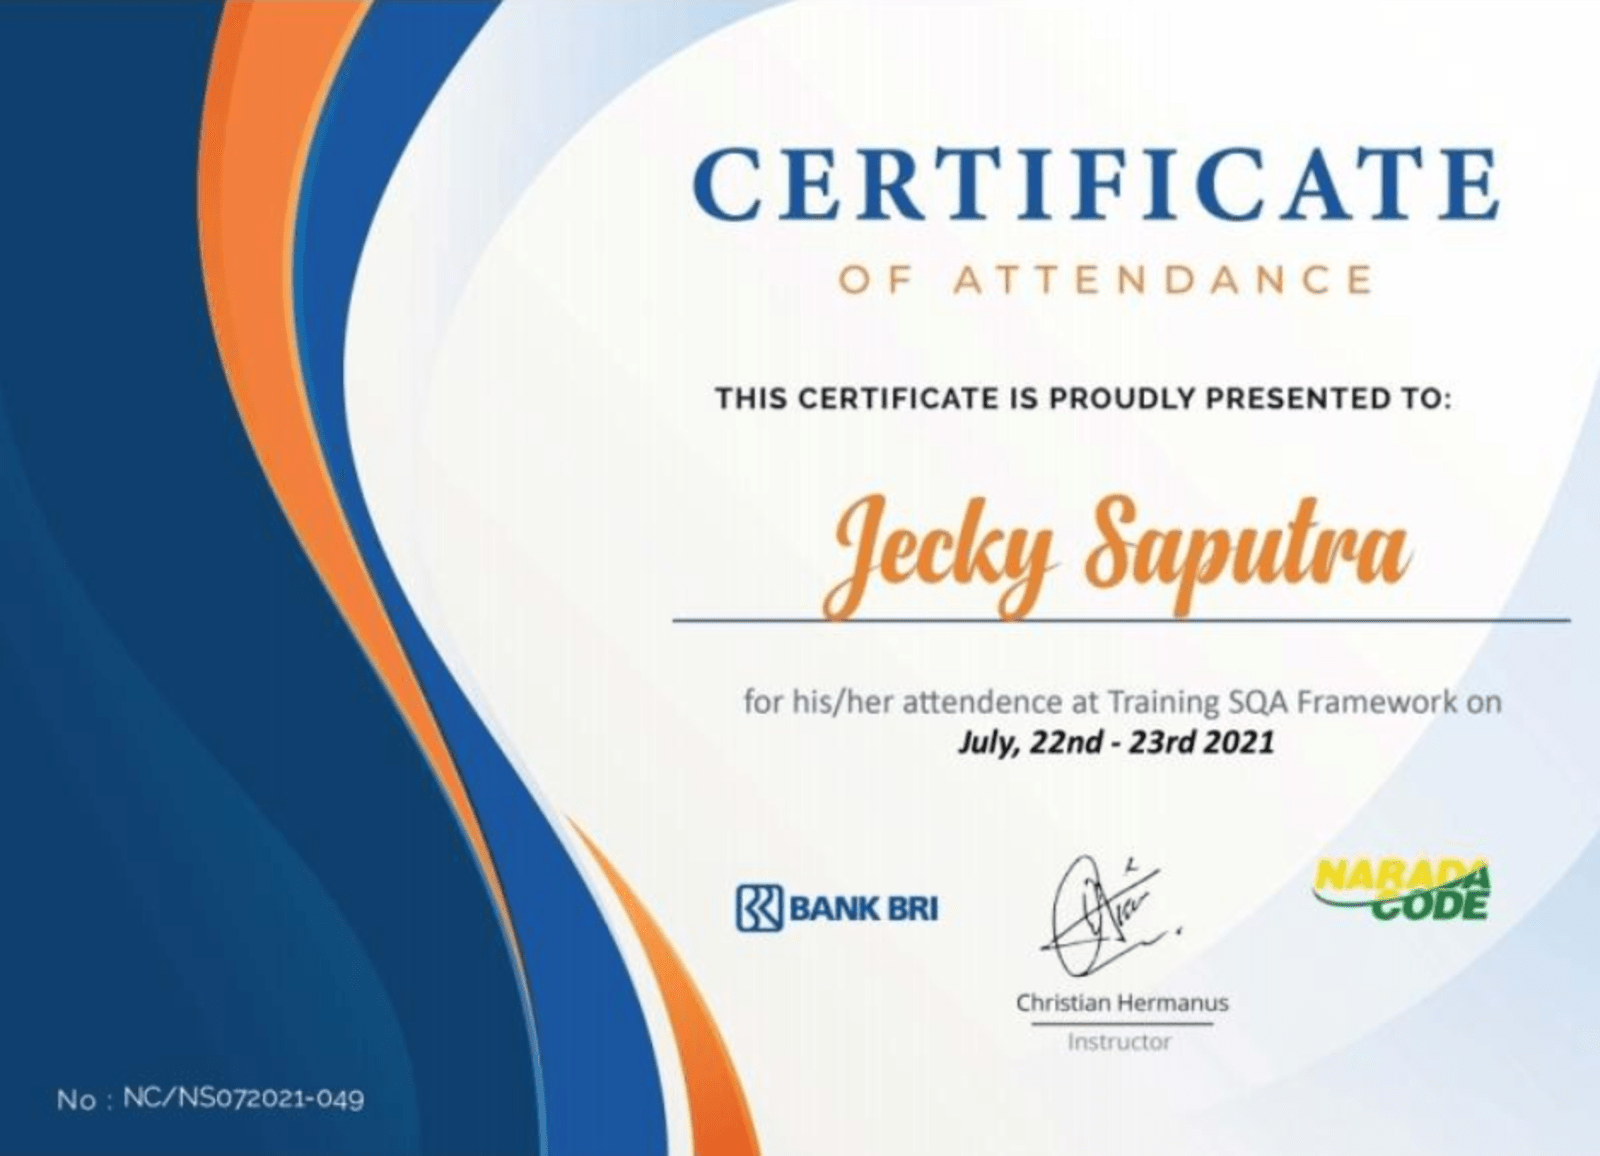 CERTIFICATE
OF ATTENDANCE
THIS CERTIFICATE IS PROUDLY PRESENTED TO:
Jecky Saputra
for his/her attendence at Training SQA Framework on
July, 22nd - 23rd 2021
BANK BRI
NARADA
CODE
Christian Hermanus
Instructor
No : NC/NS072021-049